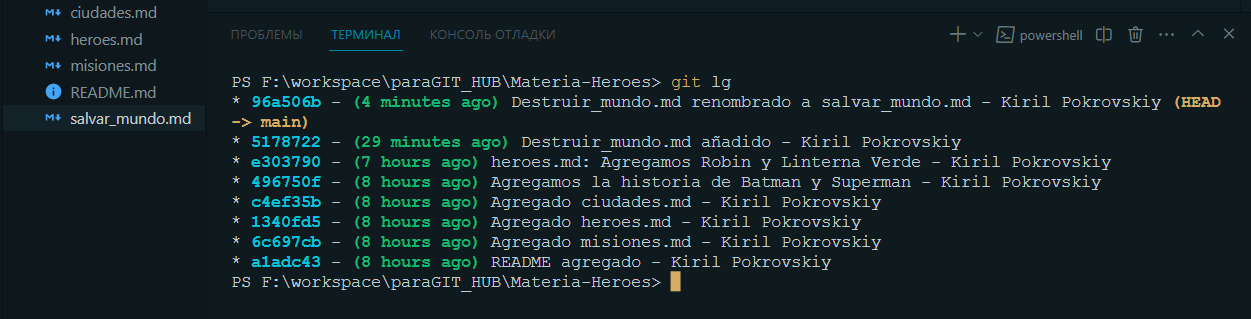 ciudades.md
heroes.md
misiones.md
README.md
salvar_mundo.md
ПРОБЛЕМЫ ТЕРМИНАЛ КОНСОЛЬ ОТЛАДКИ powershell
PS F:\workspace\paraGIT_HUB\Materia-Heroes> git lg
* 96a506b - (4 minutes ago) Destruir_mundo.md renombrado a salvar_mundo.md - Kiril Pokrovskiy (HEAD
-> main)
* 5178722 - (29 minutes ago) Destruir_mundo.md añadido - Kiril Pokrovskiy
* e303790 - (7 hours ago) heroes.md: Agregamos Robin y Linterna Verde - Kiril Pokrovskiy
* 496750f - (8 hours ago) Agregamos la historia de Batman y Superman - Kiril Pokrovskiy
* c4ef35b - (8 hours ago) Agregado ciudades.md - Kiril Pokrovskiy
* 1340fd5 - (8 hours ago) Agregado heroes.md - Kiril Pokrovskiy
* 6c697cb - (8 hours ago) Agregado misiones.md - Kiril Pokrovskiy
* a1adc43 - (8 hours ago) README agregado - Kiril Pokrovskiy
PS F:\workspace\paraGIT_HUB\Materia-Heroes>